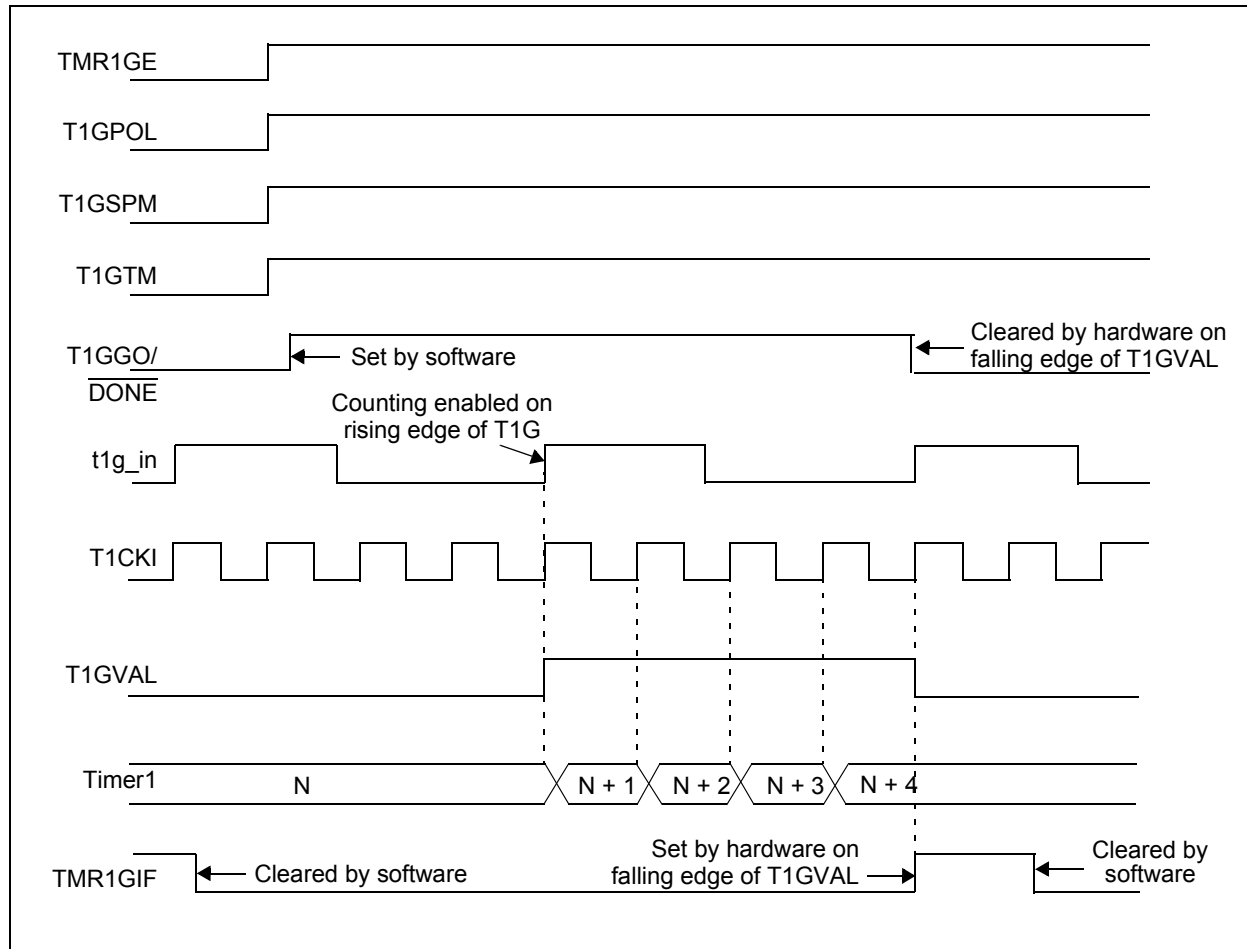 TMR1GE
T1GPOL
T1GSPM
T1GTM
T1GGO/
DONE
Set by software
Cleared by hardware on
falling edge of T1GVAL
Counting enabled on
rising edge of T1G
t1g_in
T1CKI
T1GVAL
Timer1
N
N + 1
N + 2
N + 3
N + 4
TMR1GIF
Cleared by software
Set by hardware on
falling edge of T1GVAL
Cleared by
software